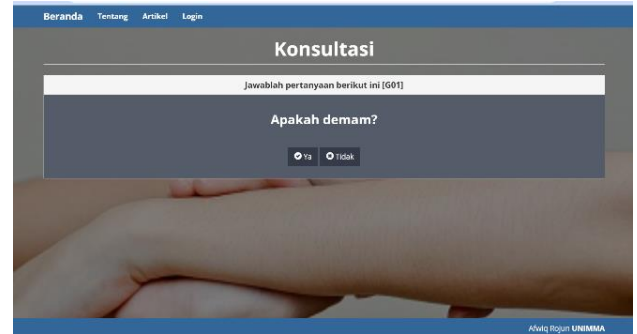 Beranda Tentang Artikel Login
Konsultasi
Jawablah pertanyaan berikut ini [G01]
Apakah demam?
Ya Tidak
Afwiq Rojun UNIMMA